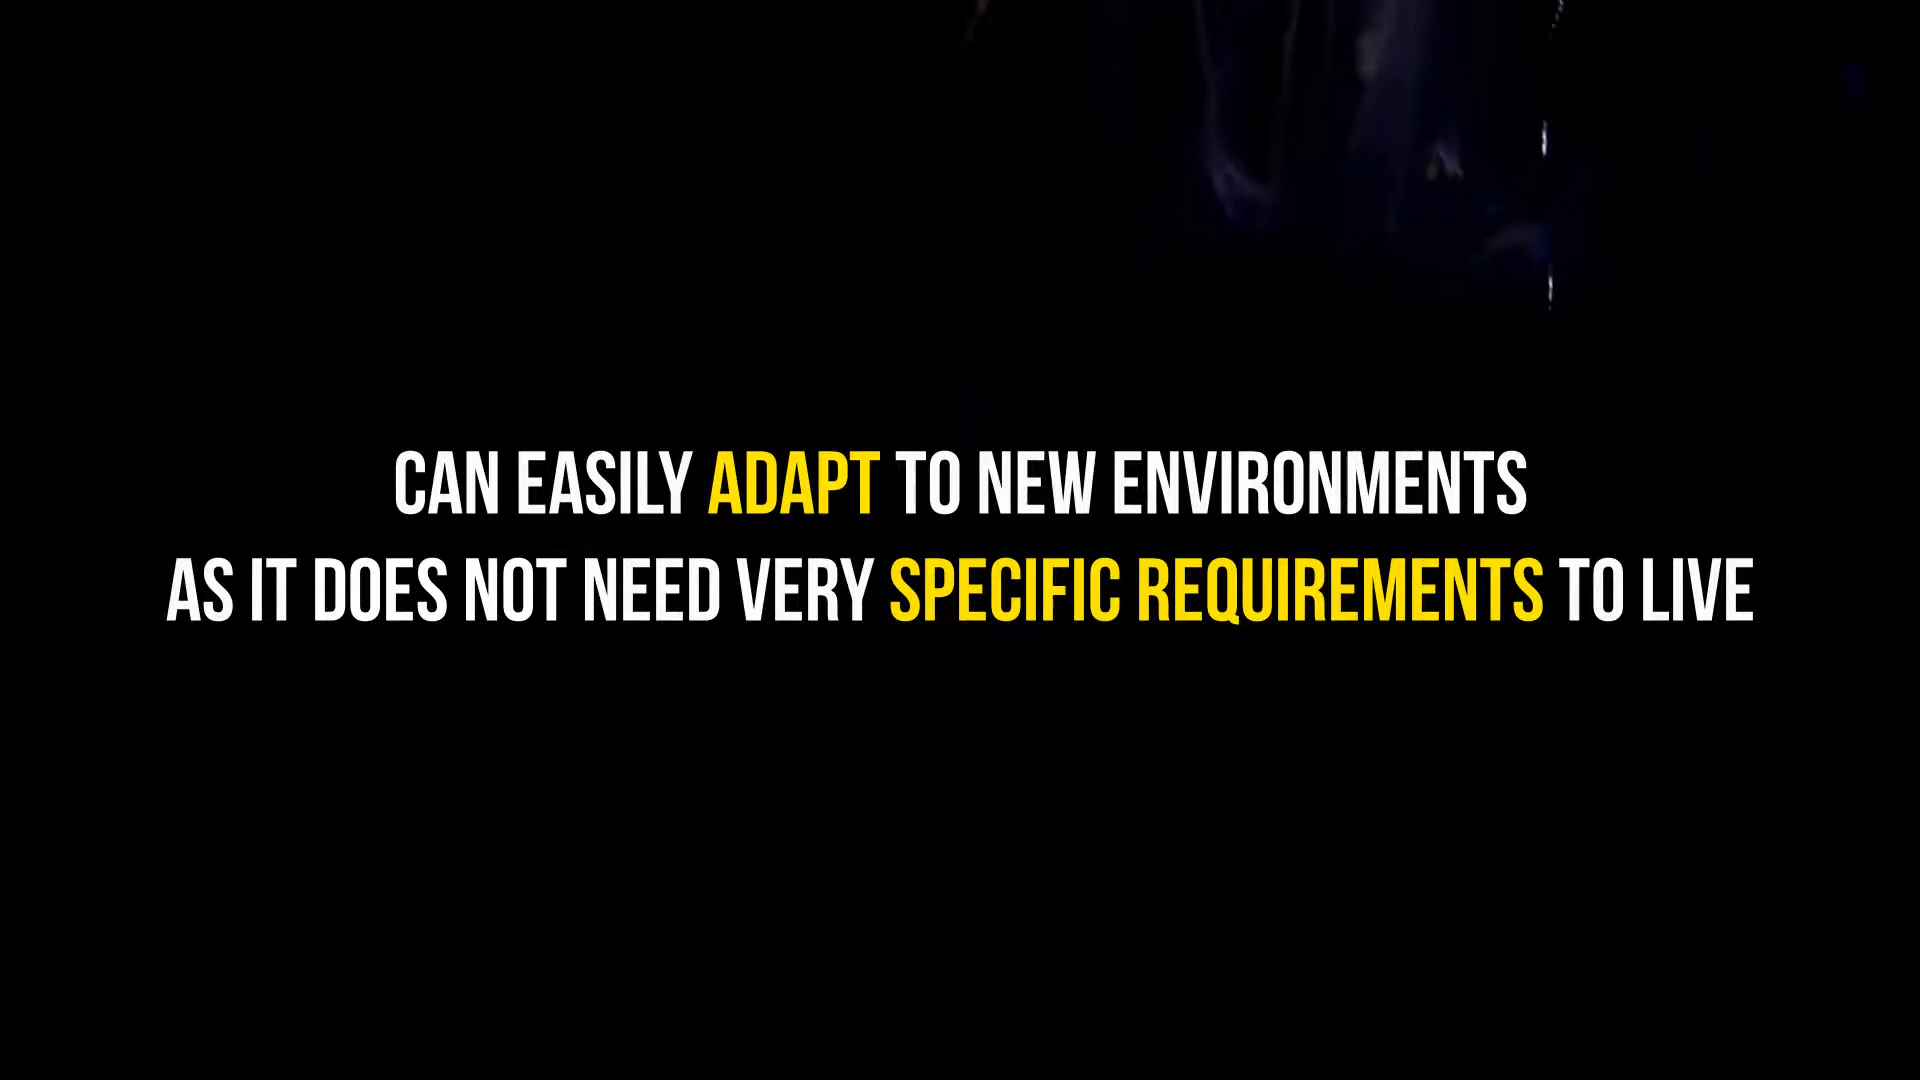 CAN EASILY ADAPT TO NEW ENVIRONMENTS
AS IT DOES NOT NEED VERY SPECIFIC REQUIREMENTS TO LIVE